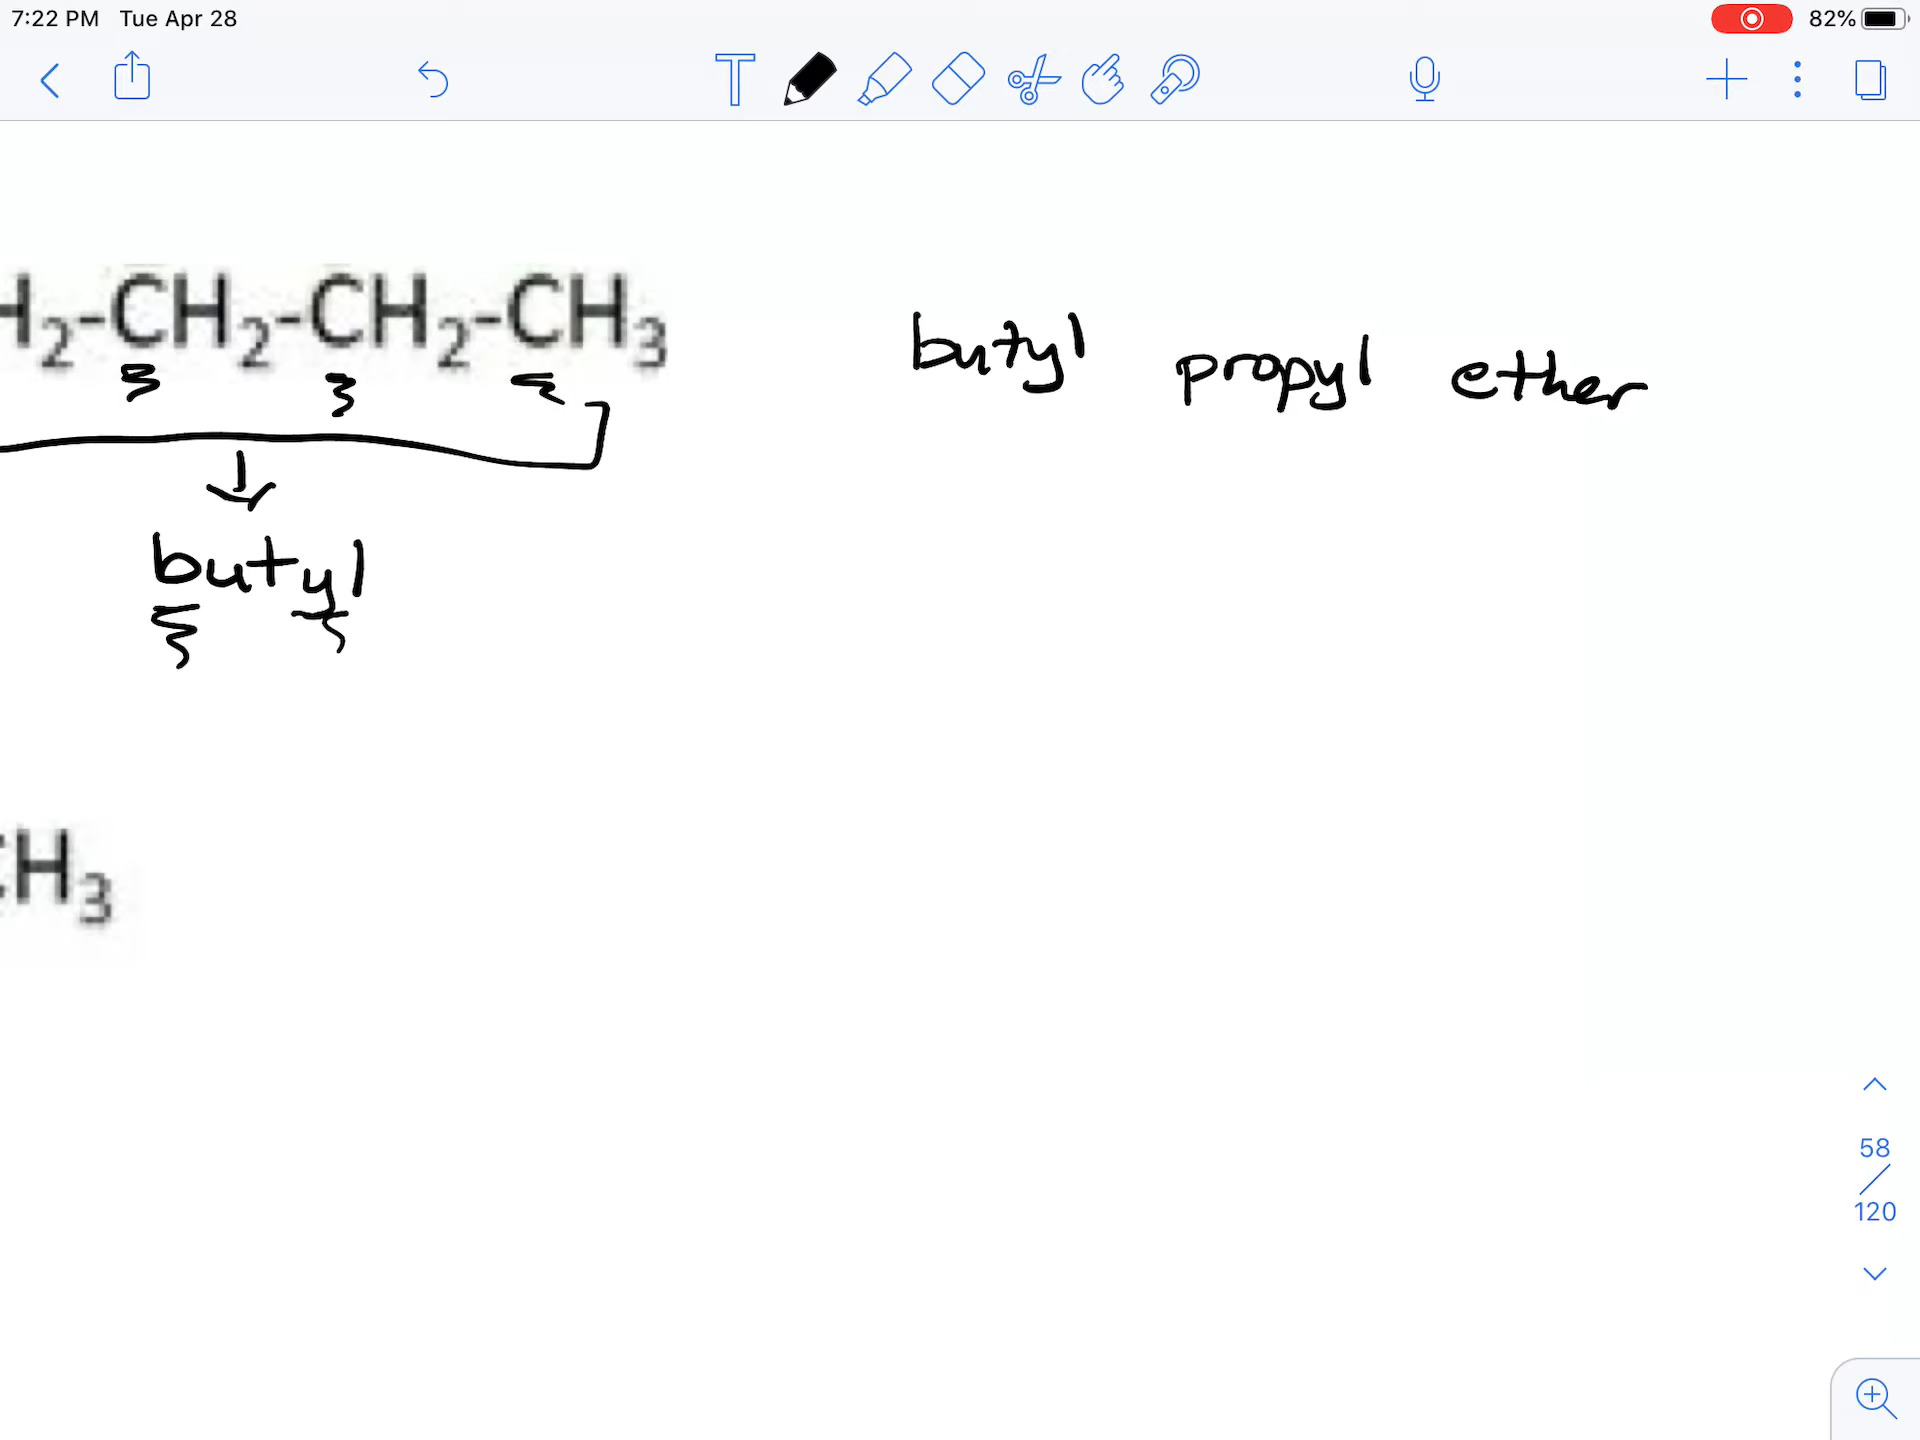 7:22 PM Tue Apr 28 82%
H₂-CH₂-CH₂-CH₃
butyl propyl ether
butyl
CH₃
58
/
120